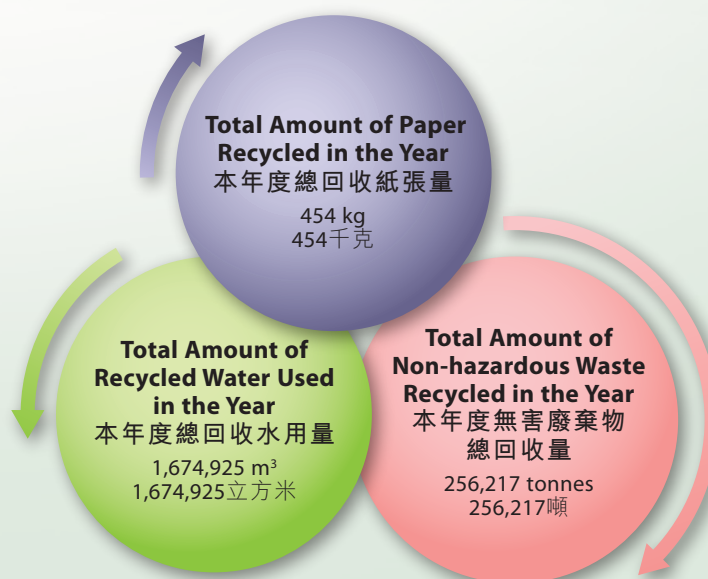 Total Amount of Paper
Recycled in the Year
本年度總回收紙張量
454 kg
454千克
Total Amount of
Recycled Water Used
in the Year
本年度總回收水用量
1,674,925 m³
1,674,925立方米
Total Amount of
Non-hazardous Waste
Recycled in the Year
本年度無害廢棄物
總回收量
256,217 tonnes
256,217噸